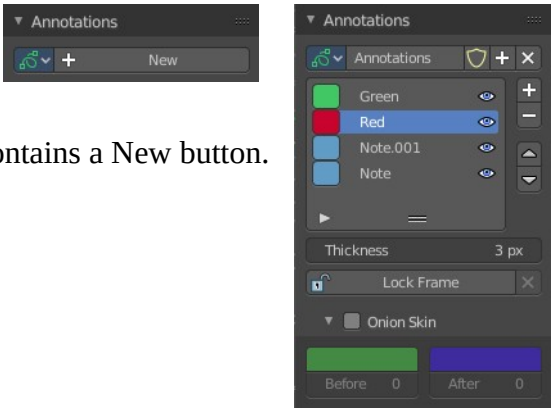 Annotations
New
ontains a New button.
Annotations
Annotations
Green
Red
Note.001
Note
Thickness 3 px
Lock Frame
Onion Skin
Before 0 After 0